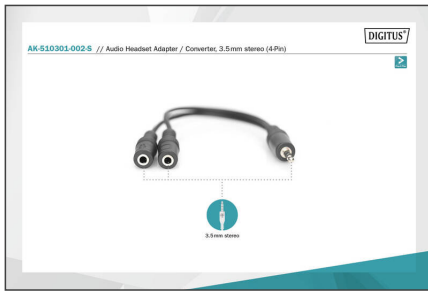 DIGITUS®
AK-510301-002-S // Audio Headset Adapter / Converter, 3.5mm stereo (4-Pin)
3.5mm stereo